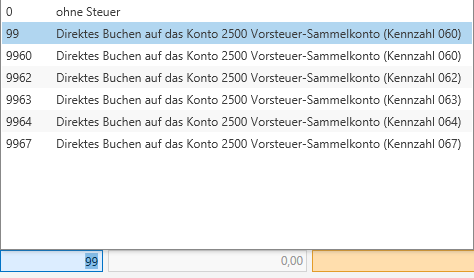 0 ohne Steuer
99 Direktes Buchen auf das Konto 2500 Vorsteuer-Sammelkonto (Kennzahl 060)
9960 Direktes Buchen auf das Konto 2500 Vorsteuer-Sammelkonto (Kennzahl 060)
9962 Direktes Buchen auf das Konto 2500 Vorsteuer-Sammelkonto (Kennzahl 062)
9963 Direktes Buchen auf das Konto 2500 Vorsteuer-Sammelkonto (Kennzahl 063)
9964 Direktes Buchen auf das Konto 2500 Vorsteuer-Sammelkonto (Kennzahl 064)
9967 Direktes Buchen auf das Konto 2500 Vorsteuer-Sammelkonto (Kennzahl 067)
99 0,00